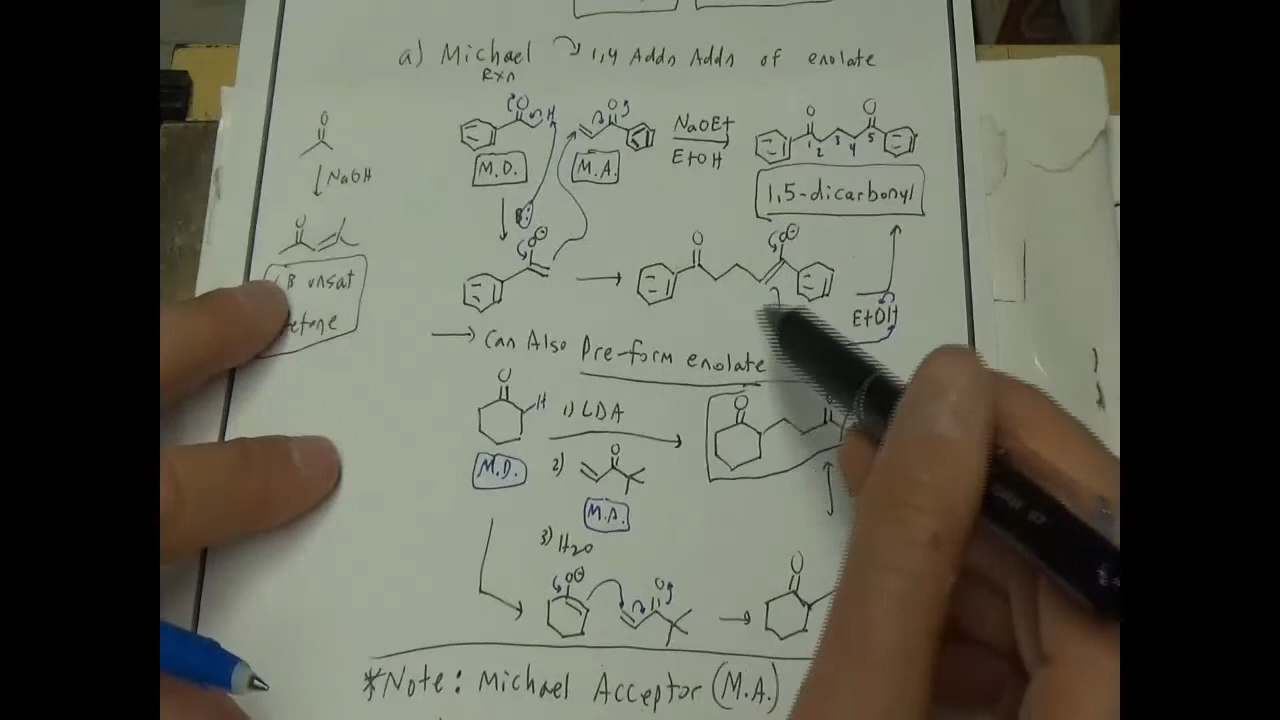 a) Michael Rxn ↷ 1,4 Addn Addn of enolate
O O H O NaOEt O O
EtOH 1 2 3 4 5
M.D. M.A.
NaOH
1,5-dicarbonyl
B:
O O⊖ O O⊖
unsat
EtOH
→ Can Also Pre-form enolate
O H 1) LDA O O
M.D. 2) O
M.A.
3) H2O
O⊖ O O
*Note: Michael Acceptor (M.A.)